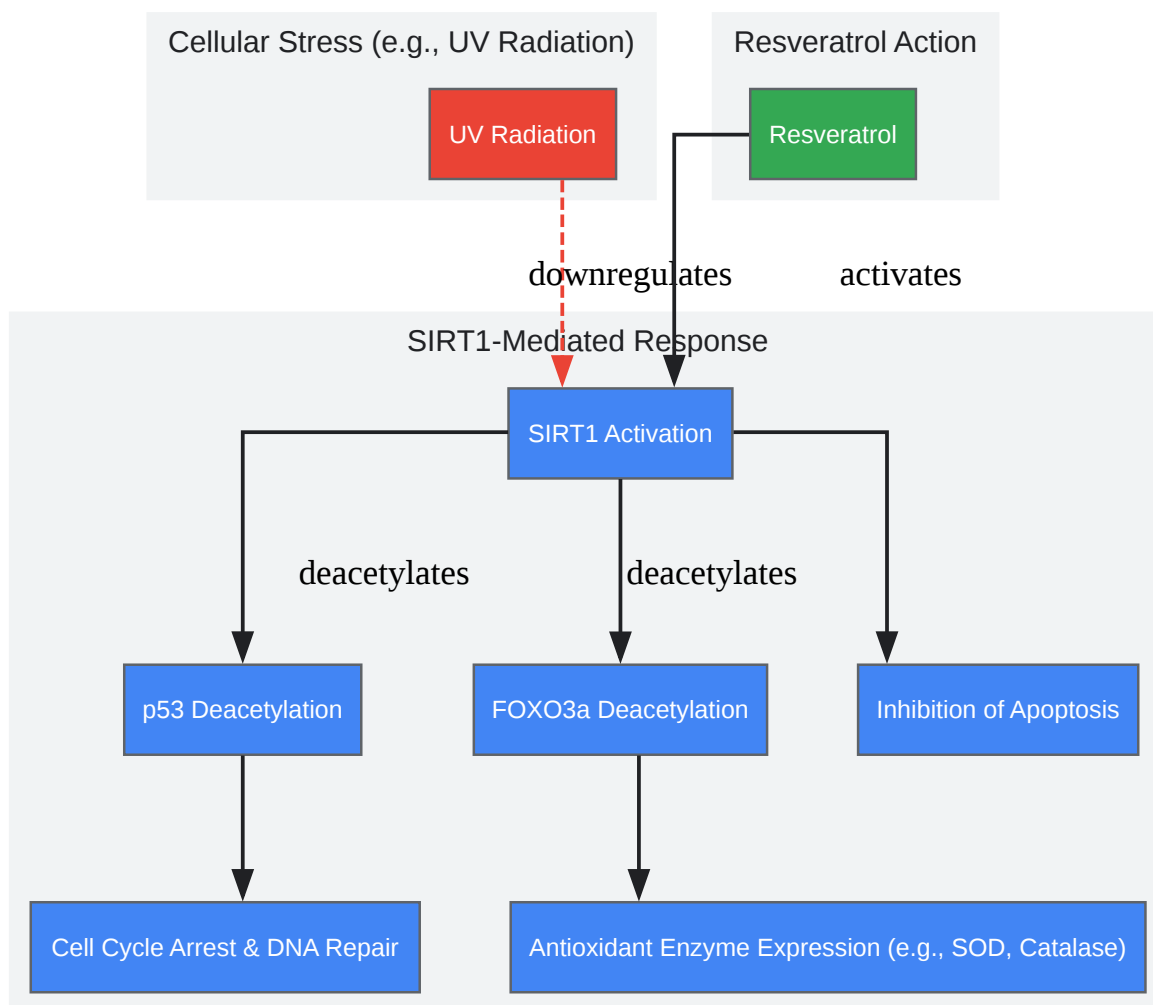 Cellular Stress (e.g., UV Radiation)
Resveratrol Action
UV Radiation
Resveratrol
downregulates
activates
SIRT1-Mediated Response
SIRT1 Activation
deacetylates
deacetylates
p53 Deacetylation
FOXO3a Deacetylation
Inhibition of Apoptosis
Cell Cycle Arrest & DNA Repair
Antioxidant Enzyme Expression (e.g., SOD, Catalase)